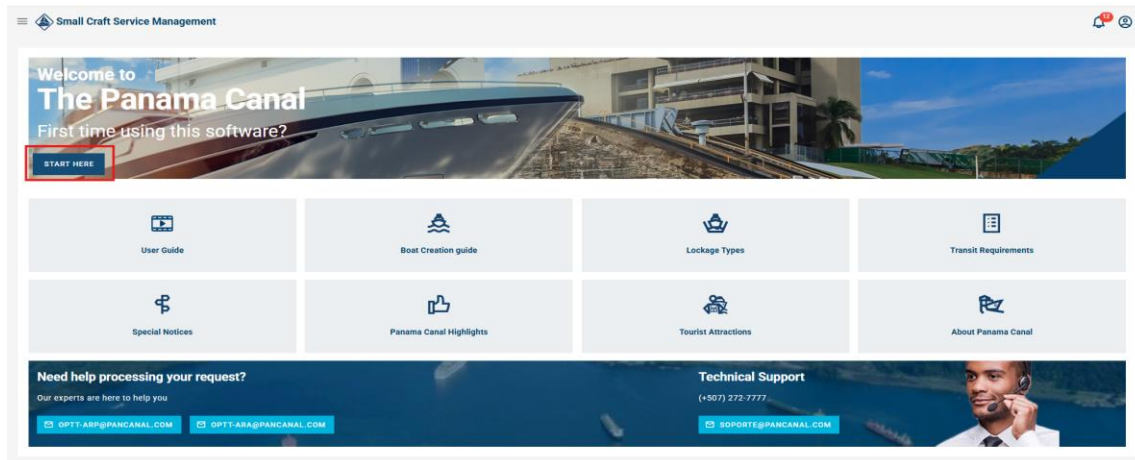 Small Craft Service Management
12
Welcome to
The Panama Canal
First time using this software?
START HERE
User Guide
Boat Creation guide
Lockage Types
Transit Requirements
Special Notices
Panama Canal Highlights
Tourist Attractions
About Panama Canal
Need help processing your request?
Our experts are here to help you
OPTT-ARP@PANCANAL.COM
OPTT-ARA@PANCANAL.COM
Technical Support
(+507) 272-7777
SOPORTE@PANCANAL.COM